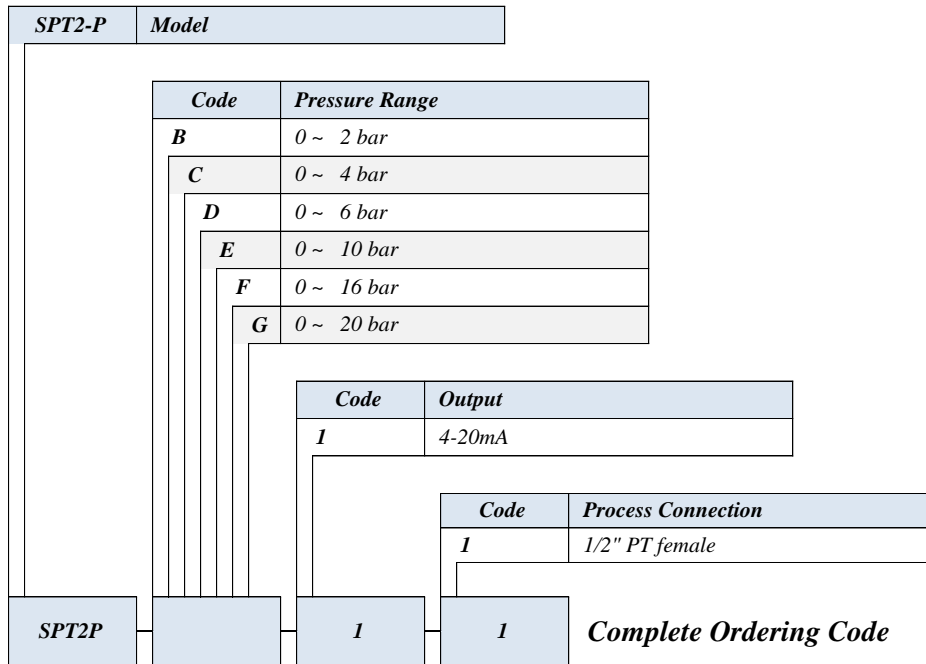 SPT2-P Model
Code Pressure Range
B 0 ~ 2 bar
C 0 ~ 4 bar
D 0 ~ 6 bar
E 0 ~ 10 bar
F 0 ~ 16 bar
G 0 ~ 20 bar
Code Output
1 4-20mA
Code Process Connection
1 1/2" PT female
SPT2P 1 1 Complete Ordering Code